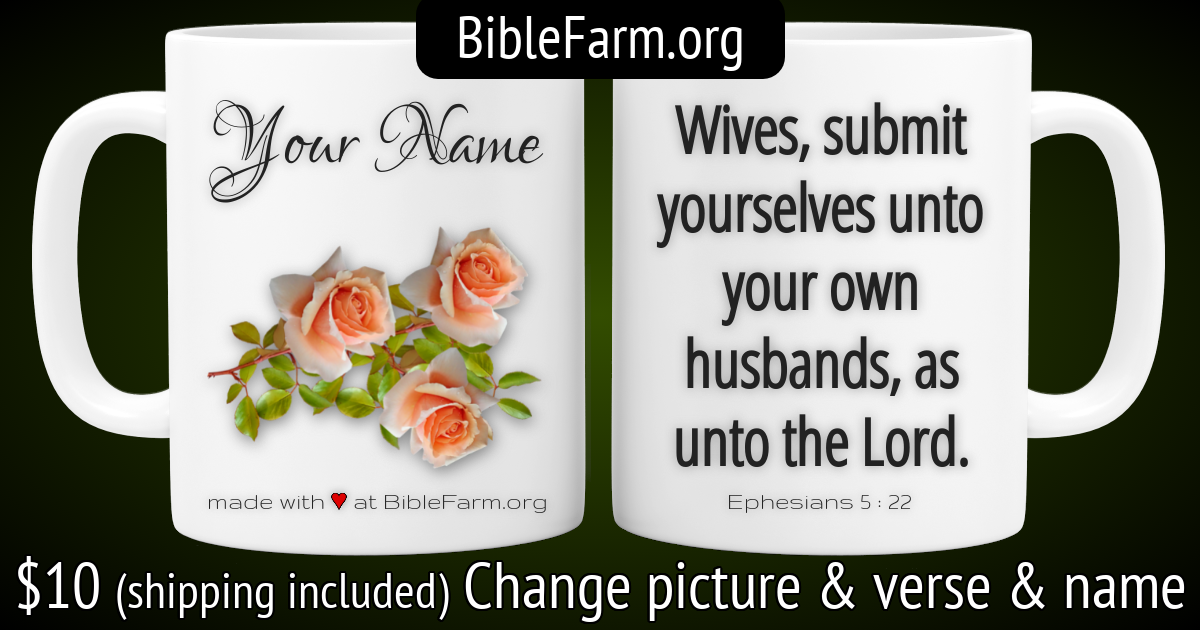 BibleFarm.org
Your Name
made with ♥ at BibleFarm.org
Wives, submit
yourselves unto
your own
husbands, as
unto the Lord.
Ephesians 5 : 22
$10 (shipping included) Change picture & verse & name